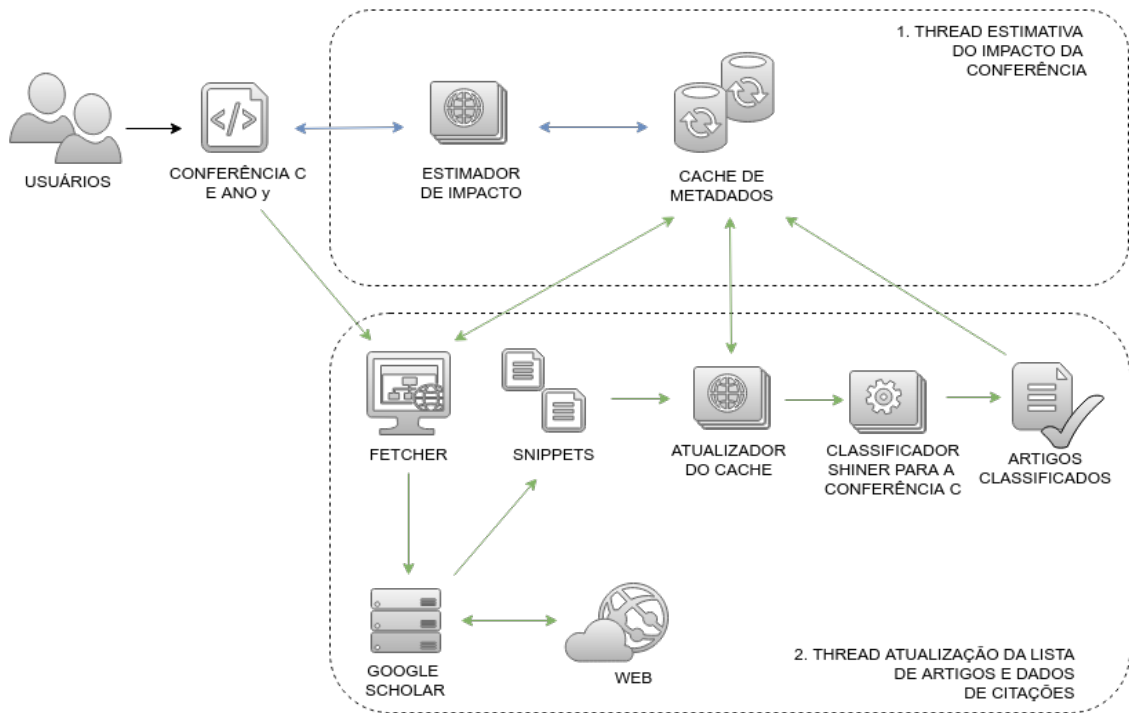 1. THREAD ESTIMATIVA
DO IMPACTO DA
CONFERÊNCIA
USUÁRIOS
CONFERÊNCIA C
E ANO y
ESTIMADOR
DE IMPACTO
CACHE DE
METADADOS
FETCHER
SNIPPETS
ATUALIZADOR
DO CACHE
CLASSIFICADOR
SHINER PARA A
CONFERÊNCIA C
ARTIGOS
CLASSIFICADOS
GOOGLE
SCHOLAR
WEB
2. THREAD ATUALIZAÇÃO DA LISTA
DE ARTIGOS E DADOS
DE CITAÇÕES